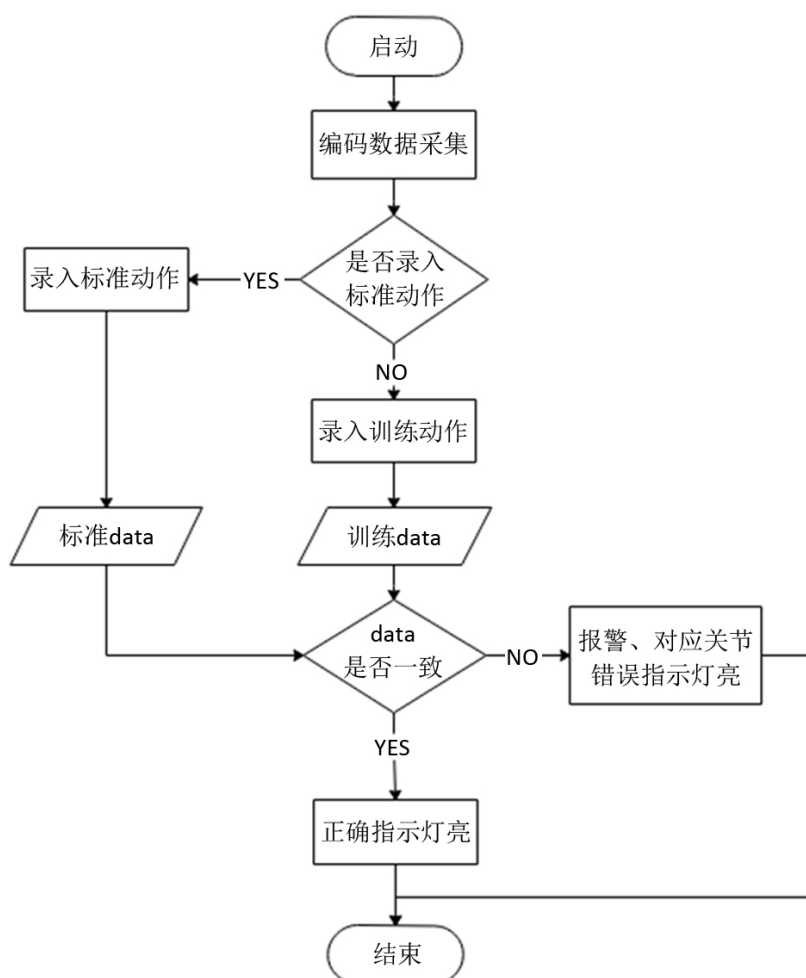 启动
编码数据采集
是否录入
标准动作
YES
录入标准动作
NO
录入训练动作
标准data
训练data
data
是否一致
NO
报警、对应关节
错误指示灯亮
YES
正确指示灯亮
结束